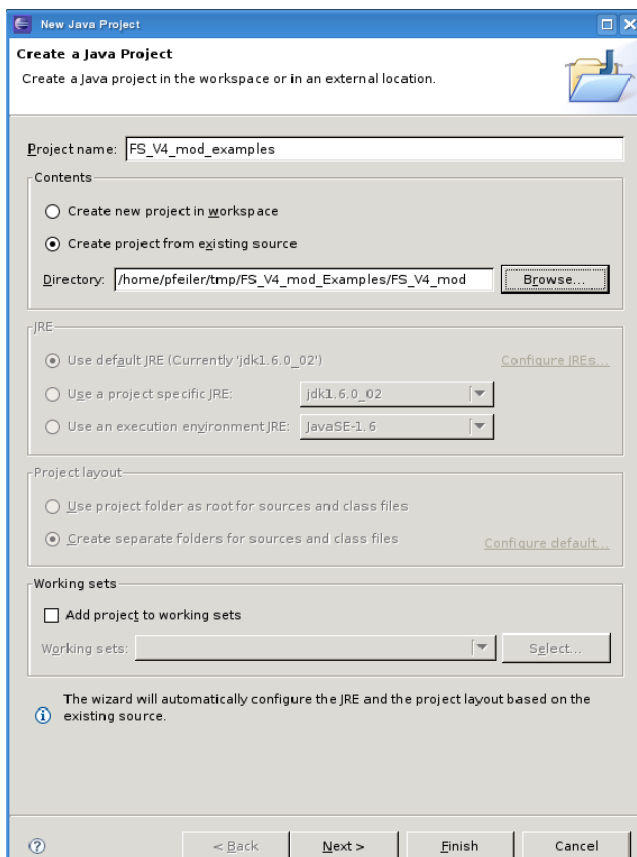 New Java Project
Create a Java Project
Create a Java project in the workspace or in an external location.
Project name: FS_V4_mod_examples
Contents
Create new project in workspace
Create project from existing source
Directory: /home/pfeiler/tmp/FS_V4_mod_Examples/FS_V4_mod Browse...
JRE
Use default JRE (Currently 'jdk1.6.0_02') Configure JREs...
Use a project specific JRE: jdk1.6.0_02
Use an execution environment JRE: JavaSE-1.6
Project layout
Use project folder as root for sources and class files
Create separate folders for sources and class files Configure default...
Working sets
Add project to working sets
Working sets: Select...
The wizard will automatically configure the JRE and the project layout based on the
existing source.
< Back Next > Finish Cancel